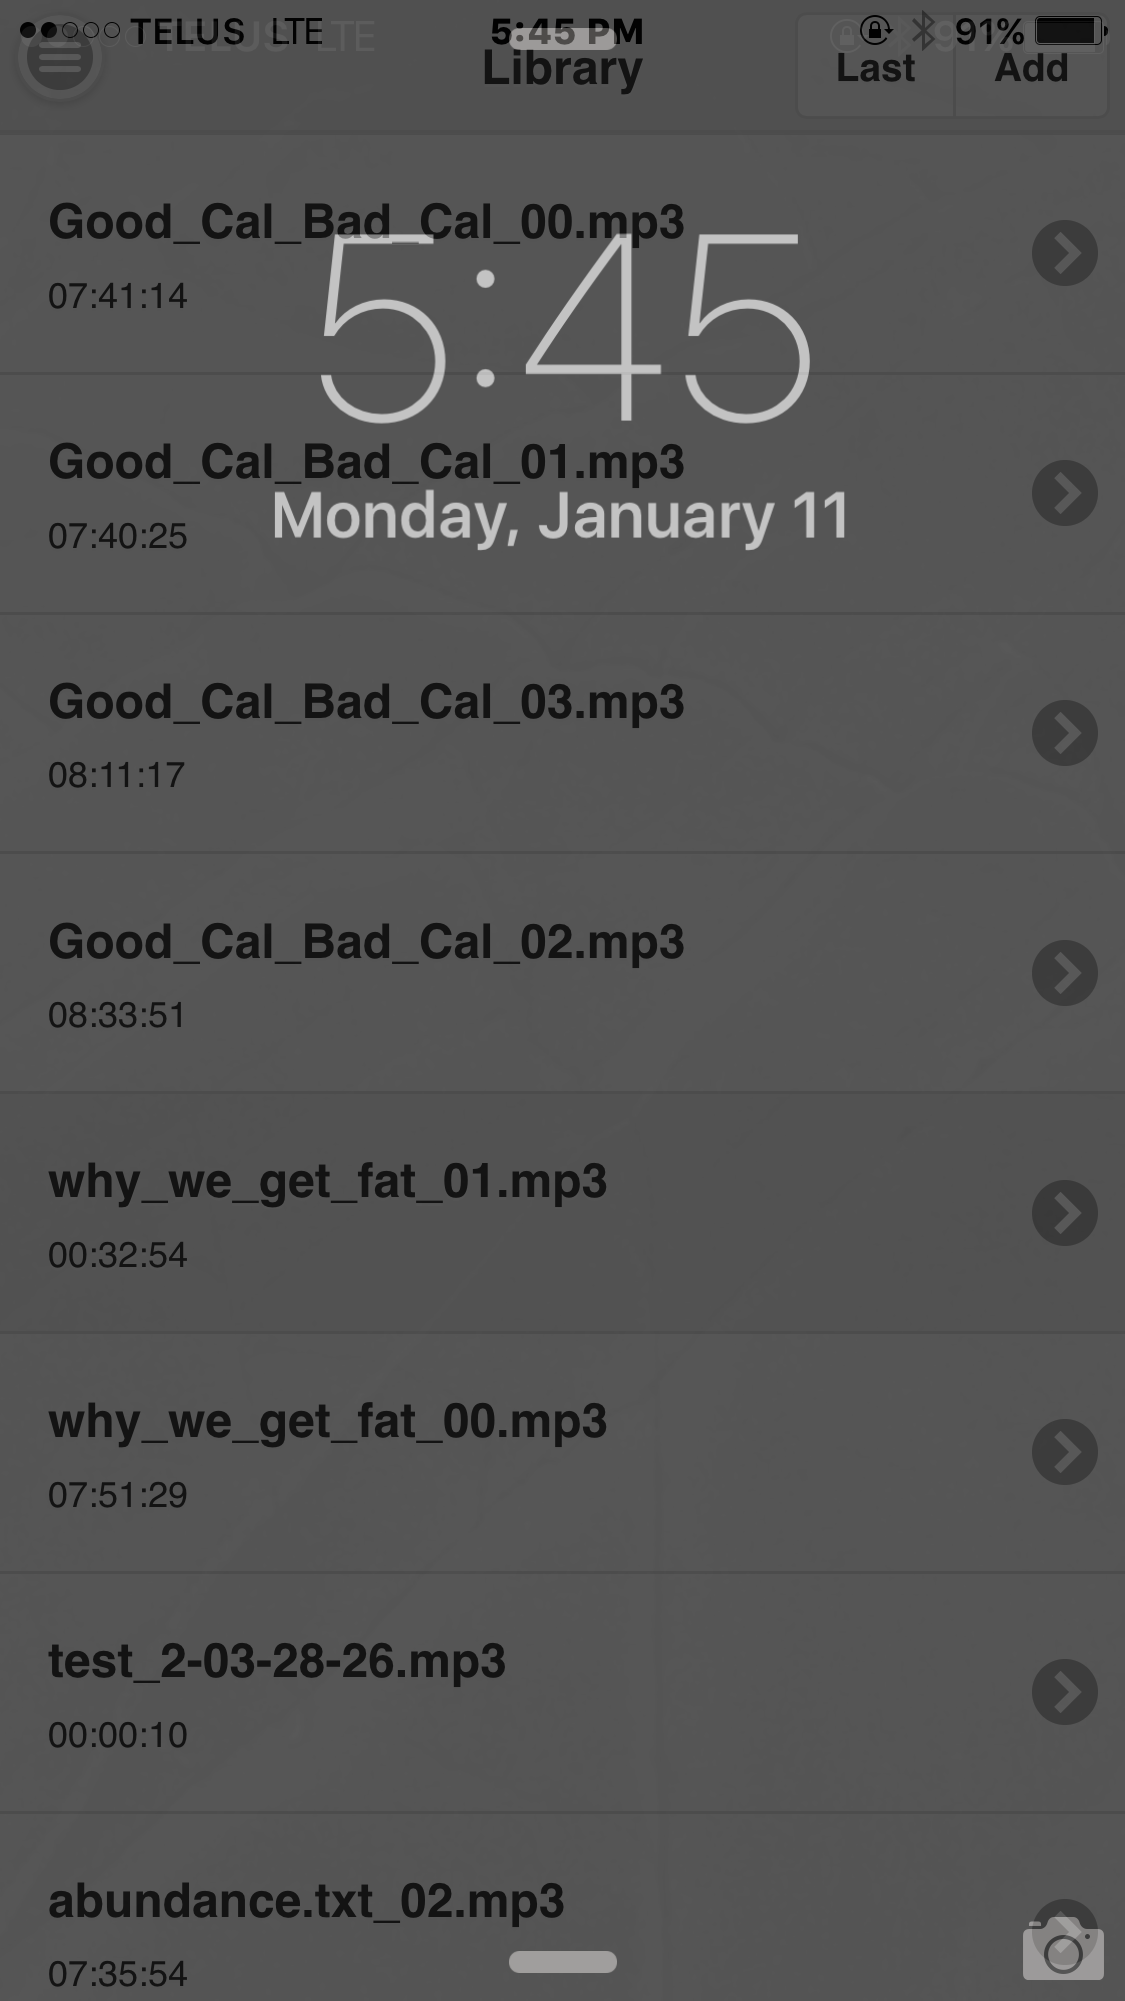 TELUS LTE 5:45 PM 91%
TELUS LTE 91%
Library Last Add
Good_Cal_Bad_Cal_00.mp3
07:41:14
5:45
Good_Cal_Bad_Cal_01.mp3
Monday, January 11
07:40:25
Good_Cal_Bad_Cal_03.mp3
08:11:17
Good_Cal_Bad_Cal_02.mp3
08:33:51
why_we_get_fat_01.mp3
00:32:54
why_we_get_fat_00.mp3
07:51:29
test_2-03-28-26.mp3
00:00:10
abundance.txt_02.mp3
07:35:54